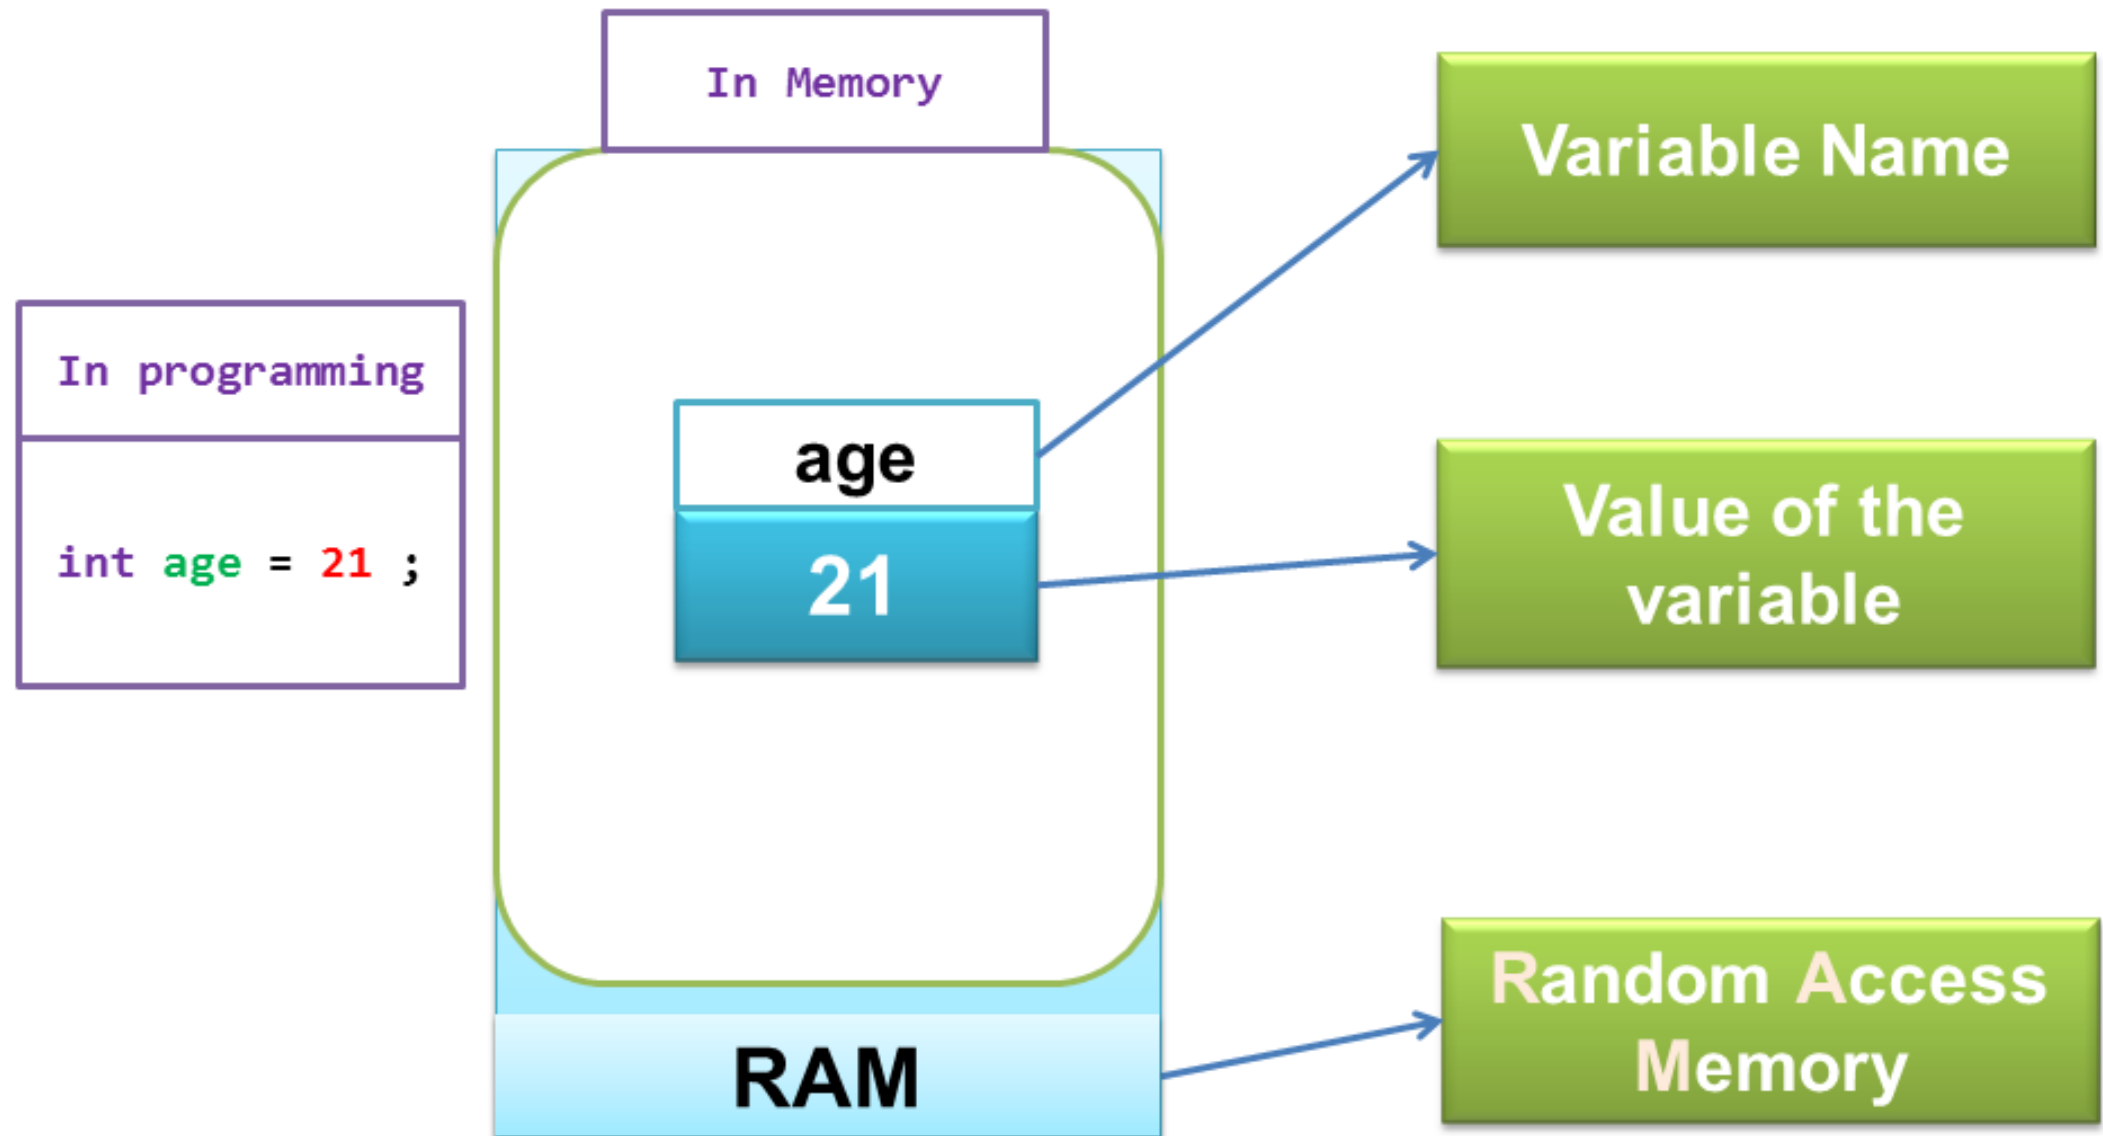 In Memory
Variable Name
In programming
int age = 21 ;
age
21
Value of the
variable
RAM
Random Access
Memory